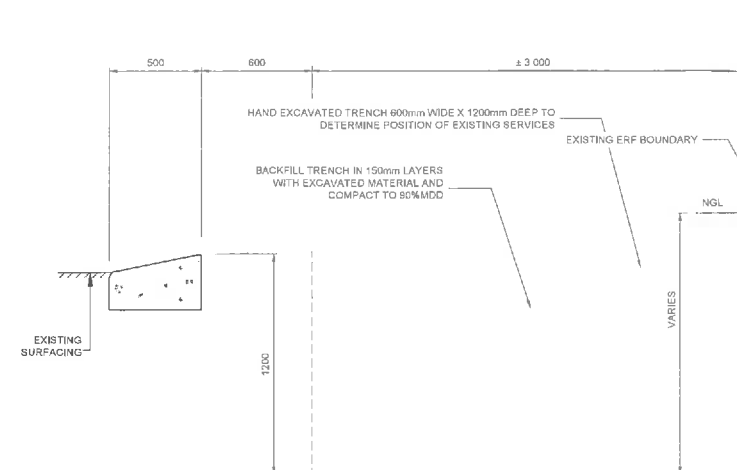 500
600
± 3 000
HAND EXCAVATED TRENCH 600mm WIDE X 1200mm DEEP TO
DETERMINE POSITION OF EXISTING SERVICES
EXISTING ERF BOUNDARY
BACKFILL TRENCH IN 150mm LAYERS
WITH EXCAVATED MATERIAL AND
COMPACT TO 90%MDD
NGL
VARIES
EXISTING
SURFACING
1200